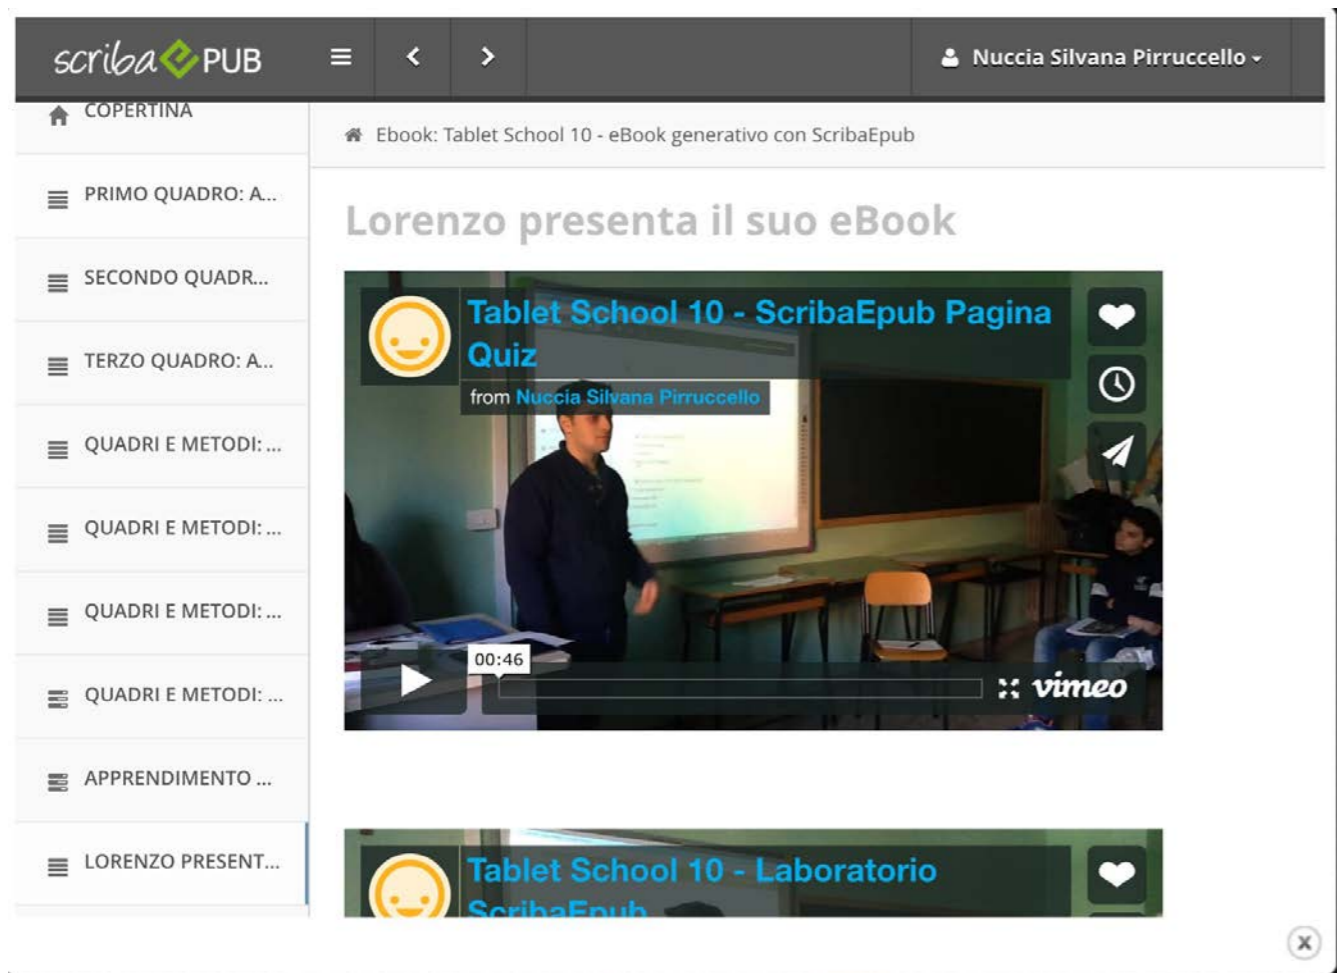 scriba PUB
Nuccia Silvana Pirruccello
COPERTINA
PRIMO QUADRO: A...
SECONDO QUADR...
TERZO QUADRO: A...
QUADRI E METODI: ...
QUADRI E METODI: ...
QUADRI E METODI: ...
QUADRI E METODI: ...
APPRENDIMENTO ...
LORENZO PRESENT...
Ebook: Tablet School 10 - eBook generativo con ScribaEpub
Lorenzo presenta il suo eBook
Tablet School 10 - ScribaEpub Pagina
Quiz
from Nuccia Silvana Pirruccello
00:46
vimeo
Tablet School 10 - Laboratorio
ScribaEpub